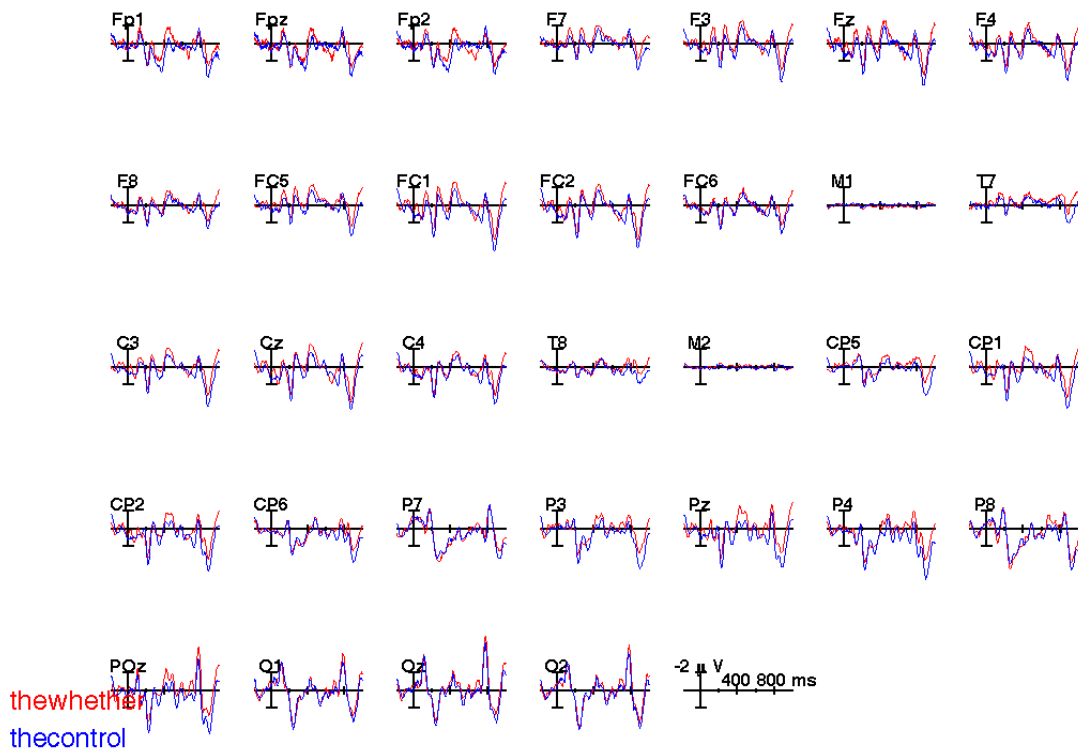 Fp1 Fpz Fp2 F7 F3 Fz F4
F8 FC5 FC1 FC2 FC6 M1 T7
C3 Cz C4 T8 M2 CP5 CP1
CP2 CP6 P7 P3 Pz P4 P8
POz O1 Oz O2 -2 µ V
400 800 ms
thewhether
thecontrol